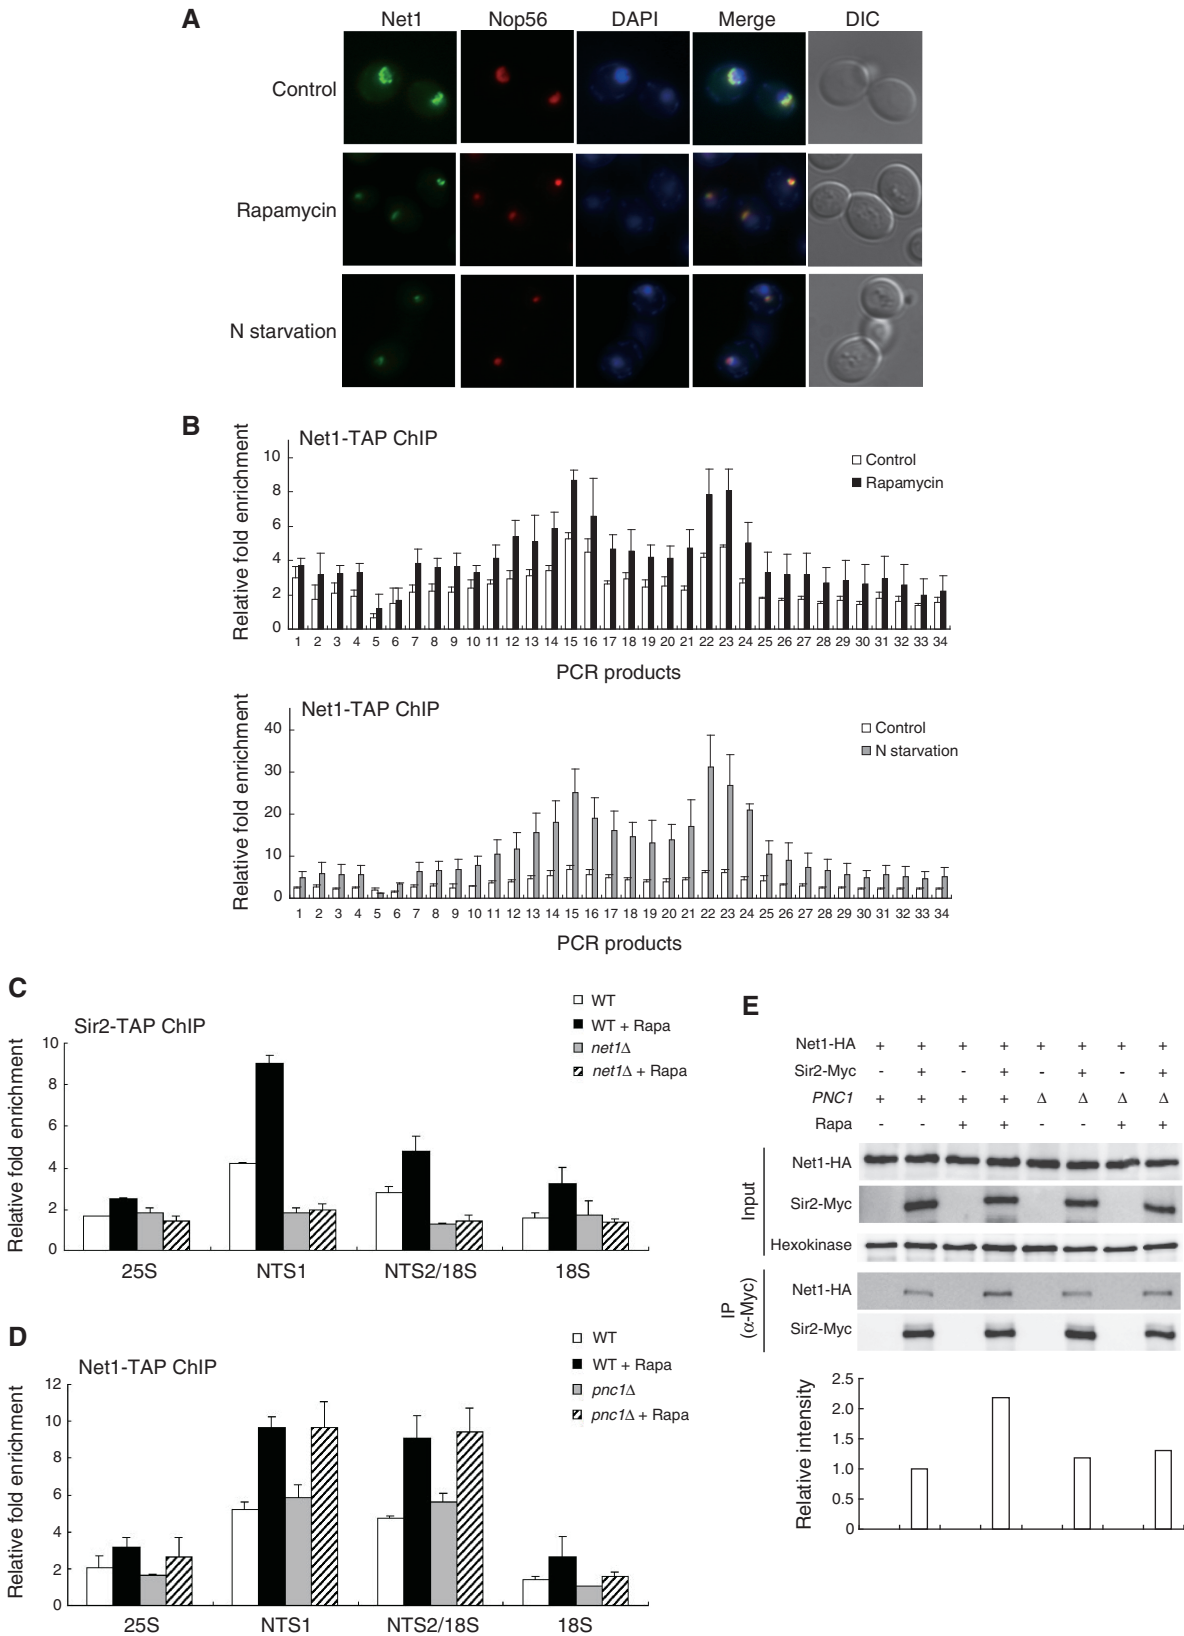 A
Net1 Nop56 DAPI Merge DIC
Control
Rapamycin
N starvation
B
Net1-TAP ChIP
Control
Rapamycin
Relative fold enrichment
10
8
6
4
2
0
1 2 3 4 5 6 7 8 9 10 11 12 13 14 15 16 17 18 19 20 21 22 23 24 25 26 27 28 29 30 31 32 33 34
PCR products
Net1-TAP ChIP
Control
N starvation
Relative fold enrichment
40
30
20
10
0
1 2 3 4 5 6 7 8 9 10 11 12 13 14 15 16 17 18 19 20 21 22 23 24 25 26 27 28 29 30 31 32 33 34
PCR products
C
Sir2-TAP ChIP
WT
WT + Rapa
net1Δ
net1Δ + Rapa
Relative fold enrichment
10
8
6
4
2
0
25S NTS1 NTS2/18S 18S
D
Net1-TAP ChIP
WT
WT + Rapa
pnc1Δ
pnc1Δ + Rapa
Relative fold enrichment
12
10
8
6
4
2
0
25S NTS1 NTS2/18S 18S
E
Net1-HA + + + + + + + +
Sir2-Myc - + - + - + - +
PNC1 + + + + Δ Δ Δ Δ
Rapa - - + + - - + +
Input
Net1-HA
Sir2-Myc
Hexokinase
IP
(α-Myc)
Net1-HA
Sir2-Myc
Relative intensity
2.5
2.0
1.5
1.0
0.5
0